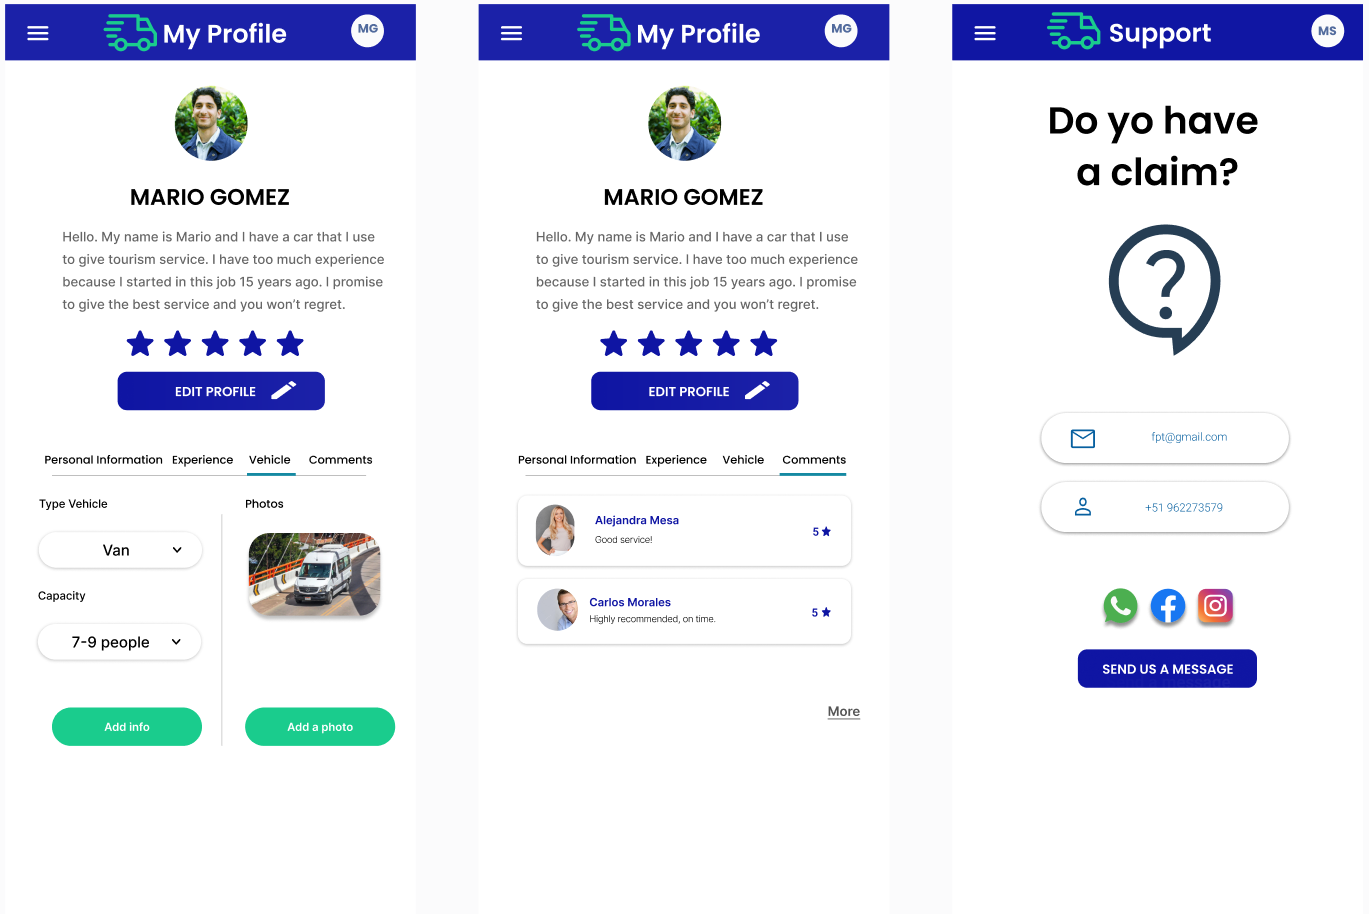 My Profile
MG
MARIO GOMEZ
Hello. My name is Mario and I have a car that I use
to give tourism service. I have too much experience
because I started in this job 15 years ago. I promise
to give the best service and you won't regret.
EDIT PROFILE
Personal Information Experience Vehicle Comments
Type Vehicle
Van
Capacity
7-9 people
Add info
Photos
Add a photo
My Profile
MG
MARIO GOMEZ
Hello. My name is Mario and I have a car that I use
to give tourism service. I have too much experience
because I started in this job 15 years ago. I promise
to give the best service and you won't regret.
EDIT PROFILE
Personal Information Experience Vehicle Comments
Alejandra Mesa
Good service!
5
Carlos Morales
Highly recommended, on time.
5
More
Support
MS
Do yo have
a claim?
fpt@gmail.com
+51 962273579
SEND US A MESSAGE